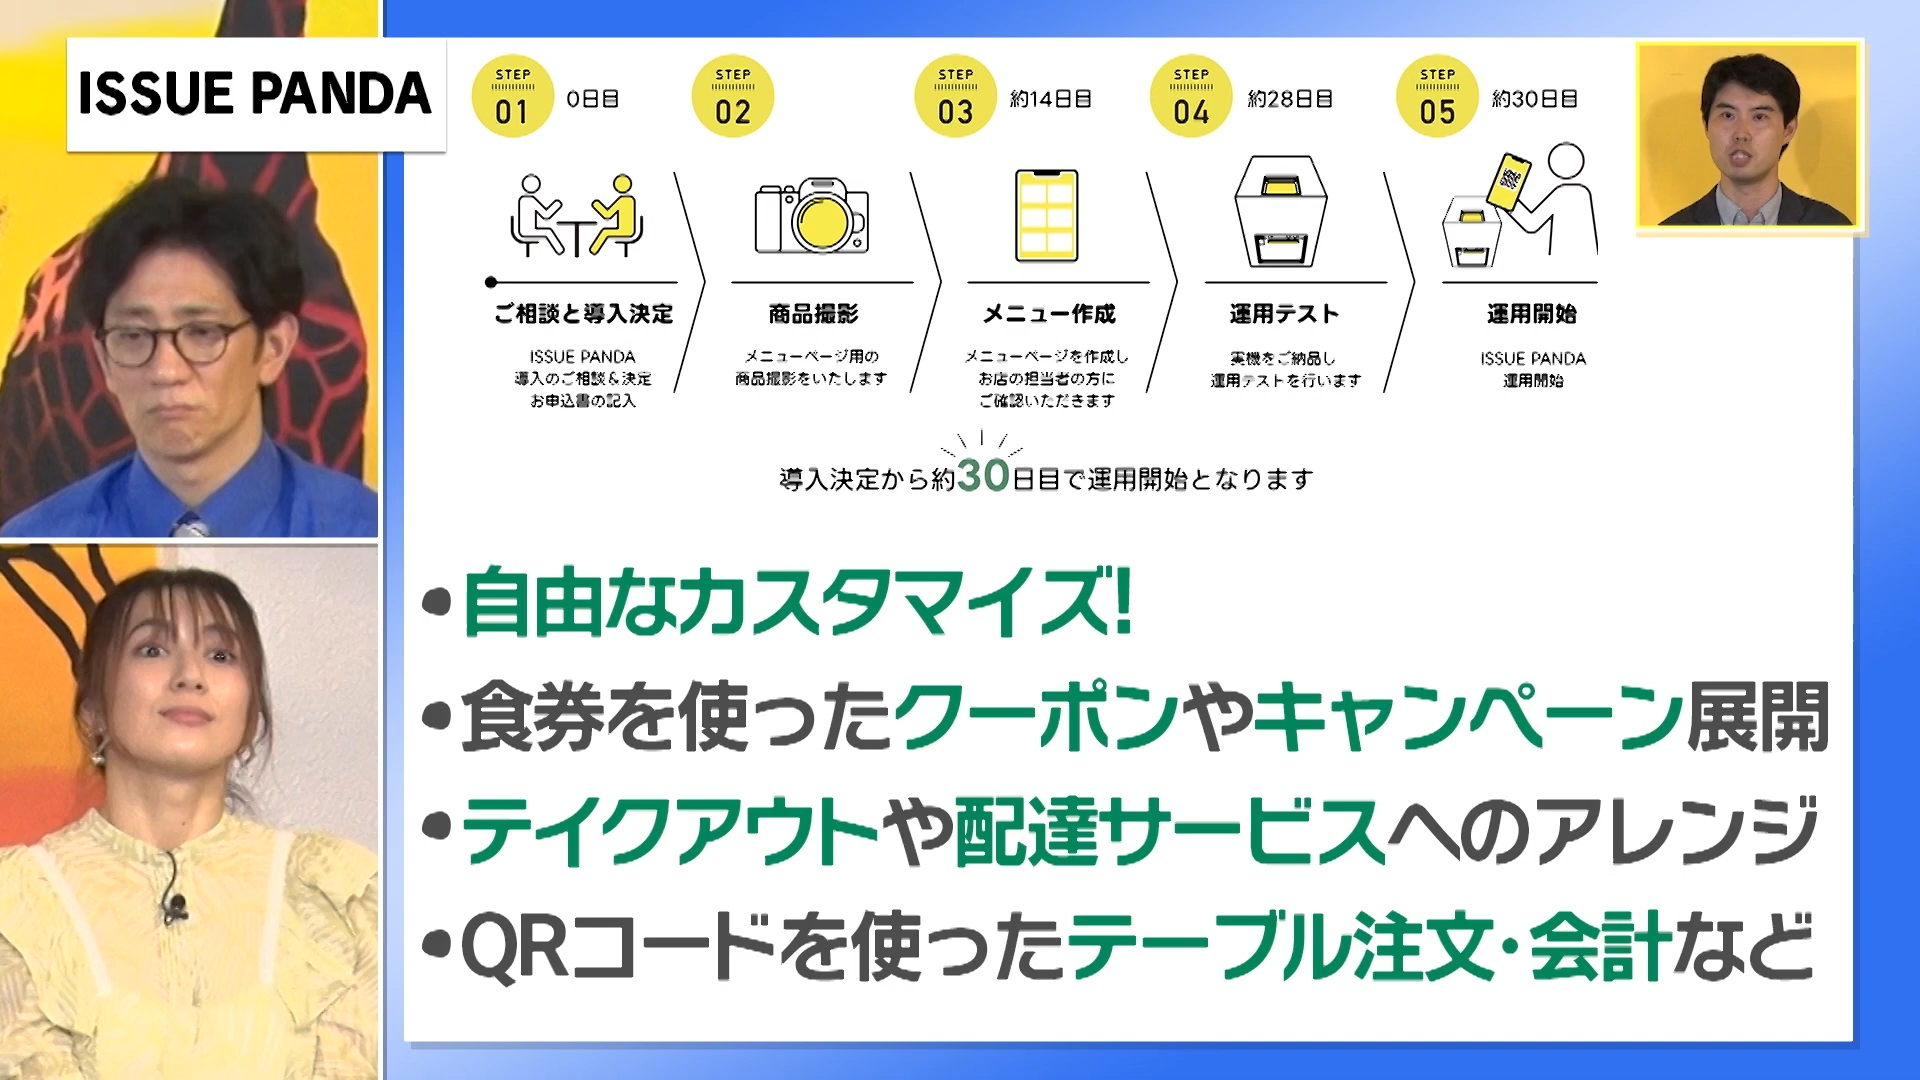 ISSUE PANDA
STEP
01
0日目
ご相談と導入決定
ISSUE PANDA
導入のご相談&決定
お申込書の記入
STEP
02
商品撮影
メニューページ用の
商品撮影をいたします
STEP
03
約14日目
メニュー作成
メニューページを作成し
お店の担当者の方に
ご確認いただきます
STEP
04
約28日目
運用テスト
実機をご納品し
運用テストを行います
STEP
05
約30日目
運用開始
ISSUE PANDA
運用開始
導入決定から約30日目で運用開始となります
•自由なカスタマイズ!
•食券を使ったクーポンやキャンペーン展開
•テイクアウトや配達サービスへのアレンジ
•QRコードを使ったテーブル注文・会計など